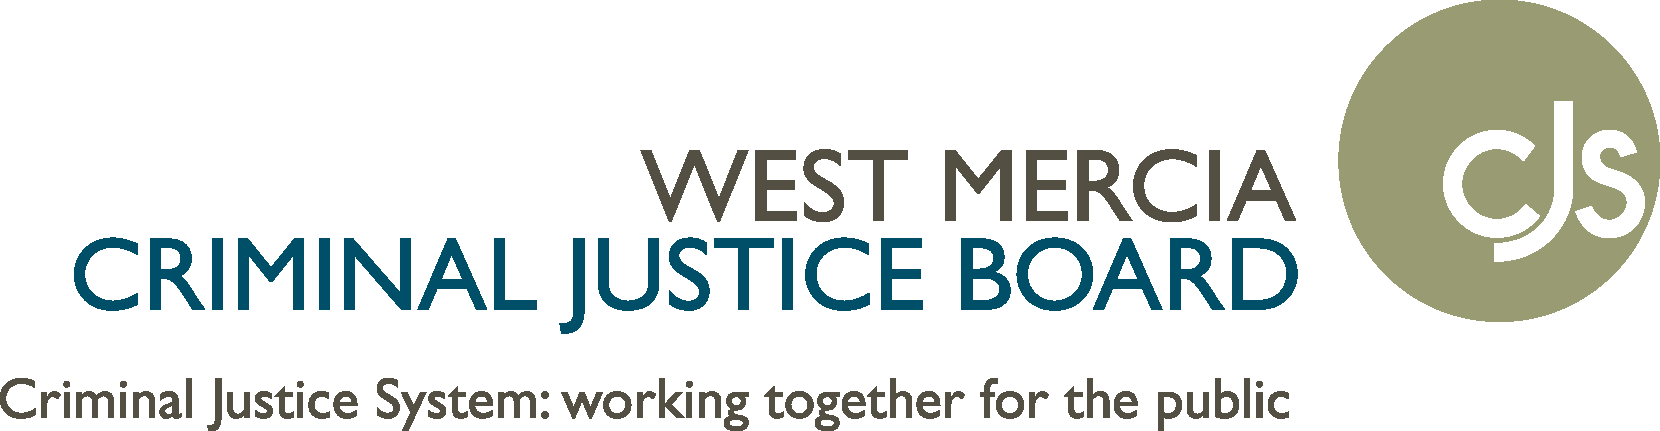 WEST MERCIA
CRIMINAL JUSTICE BOARD
cJs
Criminal Justice System: working together for the public